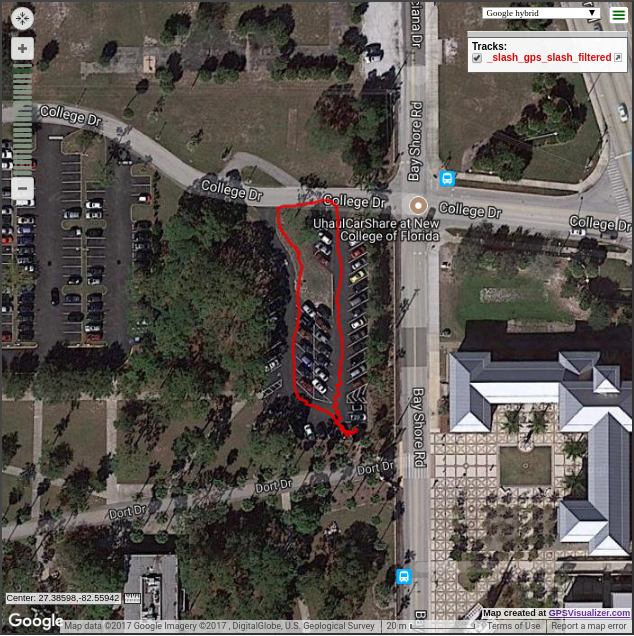 Google hybrid
Tracks:
_slash_gps_slash_filtered
ciana Dr
College Dr
Bay Shore Rd
College Dr
College Dr
College Dr
College Dr
UhaulCarShare at New
College of Florida
Bay Shore Rd
Dort Dr
Dort Dr
Dort Dr
Center: 27.38598,-82.55942
Map created at GPSVisualizer.com
Google
Map data ©2017 Google Imagery ©2017 , DigitalGlobe, U.S. Geological Survey
20 m
Terms of Use
Report a map error